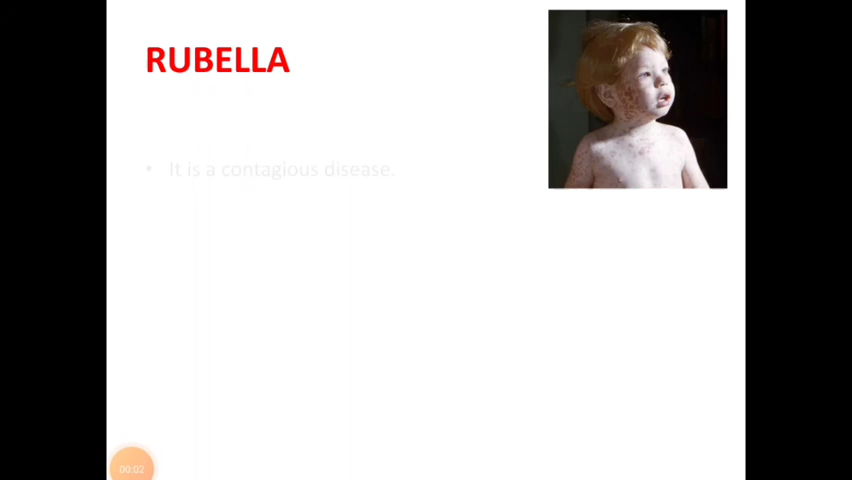 RUBELLA
• It is a contagious disease.
00:02